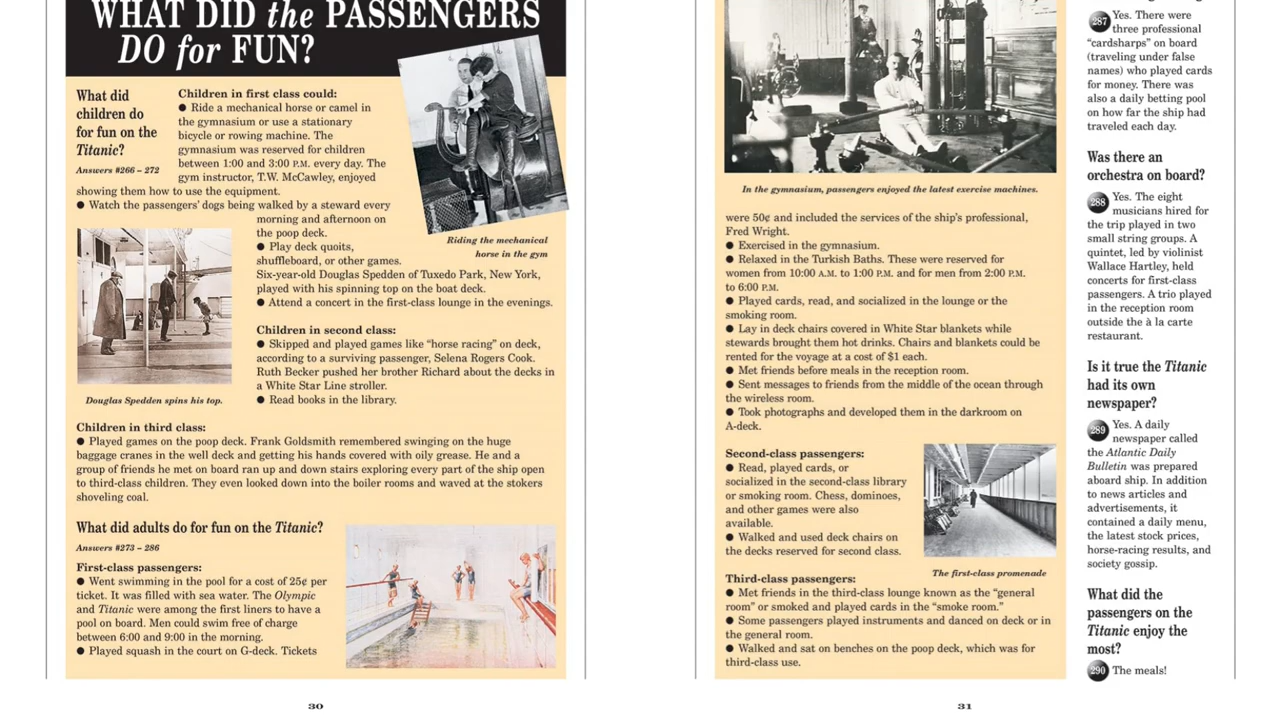 WHAT DID the PASSENGERS
DO for FUN?
What did
children do
for fun on the
Titanic?
Answers #266 – 272
Children in first class could:
● Ride a mechanical horse or camel in
the gymnasium or use a stationary
bicycle or rowing machine. The
gymnasium was reserved for children
between 1:00 and 3:00 P.M. every day. The
gym instructor, T.W. McCawley, enjoyed
showing them how to use the equipment.
● Watch the passengers' dogs being walked by a steward every
morning and afternoon on
the poop deck.
● Play deck quoits,
shuffleboard, or other games.
Six-year-old Douglas Spedden of Tuxedo Park, New York,
played with his spinning top on the boat deck.
● Attend a concert in the first-class lounge in the evenings.
Riding the mechanical
horse in the gym
Children in second class:
● Skipped and played games like "horse racing" on deck,
according to a surviving passenger, Selena Rogers Cook.
Ruth Becker pushed her brother Richard about the decks in
a White Star Line stroller.
● Read books in the library.
Douglas Spedden spins his top.
Children in third class:
● Played games on the poop deck. Frank Goldsmith remembered swinging on the huge
baggage cranes in the well deck and getting his hands covered with oily grease. He and a
group of friends he met on board ran up and down stairs exploring every part of the ship open
to third-class children. They even looked down into the boiler rooms and waved at the stokers
shoveling coal.
What did adults do for fun on the Titanic?
Answers #273 – 286
First-class passengers:
● Went swimming in the pool for a cost of 25¢ per
ticket. It was filled with sea water. The Olympic
and Titanic were among the first liners to have a
pool on board. Men could swim free of charge
between 6:00 and 9:00 in the morning.
● Played squash in the court on G-deck. Tickets
30
In the gymnasium, passengers enjoyed the latest exercise machines.
were 50¢ and included the services of the ship's professional,
Fred Wright.
● Exercised in the gymnasium.
● Relaxed in the Turkish Baths. These were reserved for
women from 10:00 A.M. to 1:00 P.M. and for men from 2:00 P.M.
to 6:00 P.M.
● Played cards, read, and socialized in the lounge or the
smoking room.
● Lay in deck chairs covered in White Star blankets while
stewards brought them hot drinks. Chairs and blankets could be
rented for the voyage at a cost of $1 each.
● Met friends before meals in the reception room.
● Sent messages to friends from the middle of the ocean through
the wireless room.
● Took photographs and developed them in the darkroom on
A-deck.
Second-class passengers:
● Read, played cards, or
socialized in the second-class library
or smoking room. Chess, dominoes,
and other games were also
available.
● Walked and used deck chairs on
the decks reserved for second class.
The first-class promenade
Third-class passengers:
● Met friends in the third-class lounge known as the "general
room" or smoked and played cards in the "smoke room."
● Some passengers played instruments and danced on deck or in
the general room.
● Walked and sat on benches on the poop deck, which was for
third-class use.
287 Yes. There were
three professional
"cardsharps" on board
(traveling under false
names) who played cards
for money. There was
also a daily betting pool
on how far the ship had
traveled each day.
Was there an
orchestra on board?
288 Yes. The eight
musicians hired for
the trip played in two
small string groups. A
quintet, led by violinist
Wallace Hartley, held
concerts for first-class
passengers. A trio played
in the reception room
outside the à la carte
restaurant.
Is it true the Titanic
had its own
newspaper?
289 Yes. A daily
newspaper called
the Atlantic Daily
Bulletin was prepared
aboard ship. In addition
to news articles and
advertisements, it
contained a daily menu,
the latest stock prices,
horse-racing results, and
society gossip.
What did the
passengers on the
Titanic enjoy the
most?
290 The meals!
31